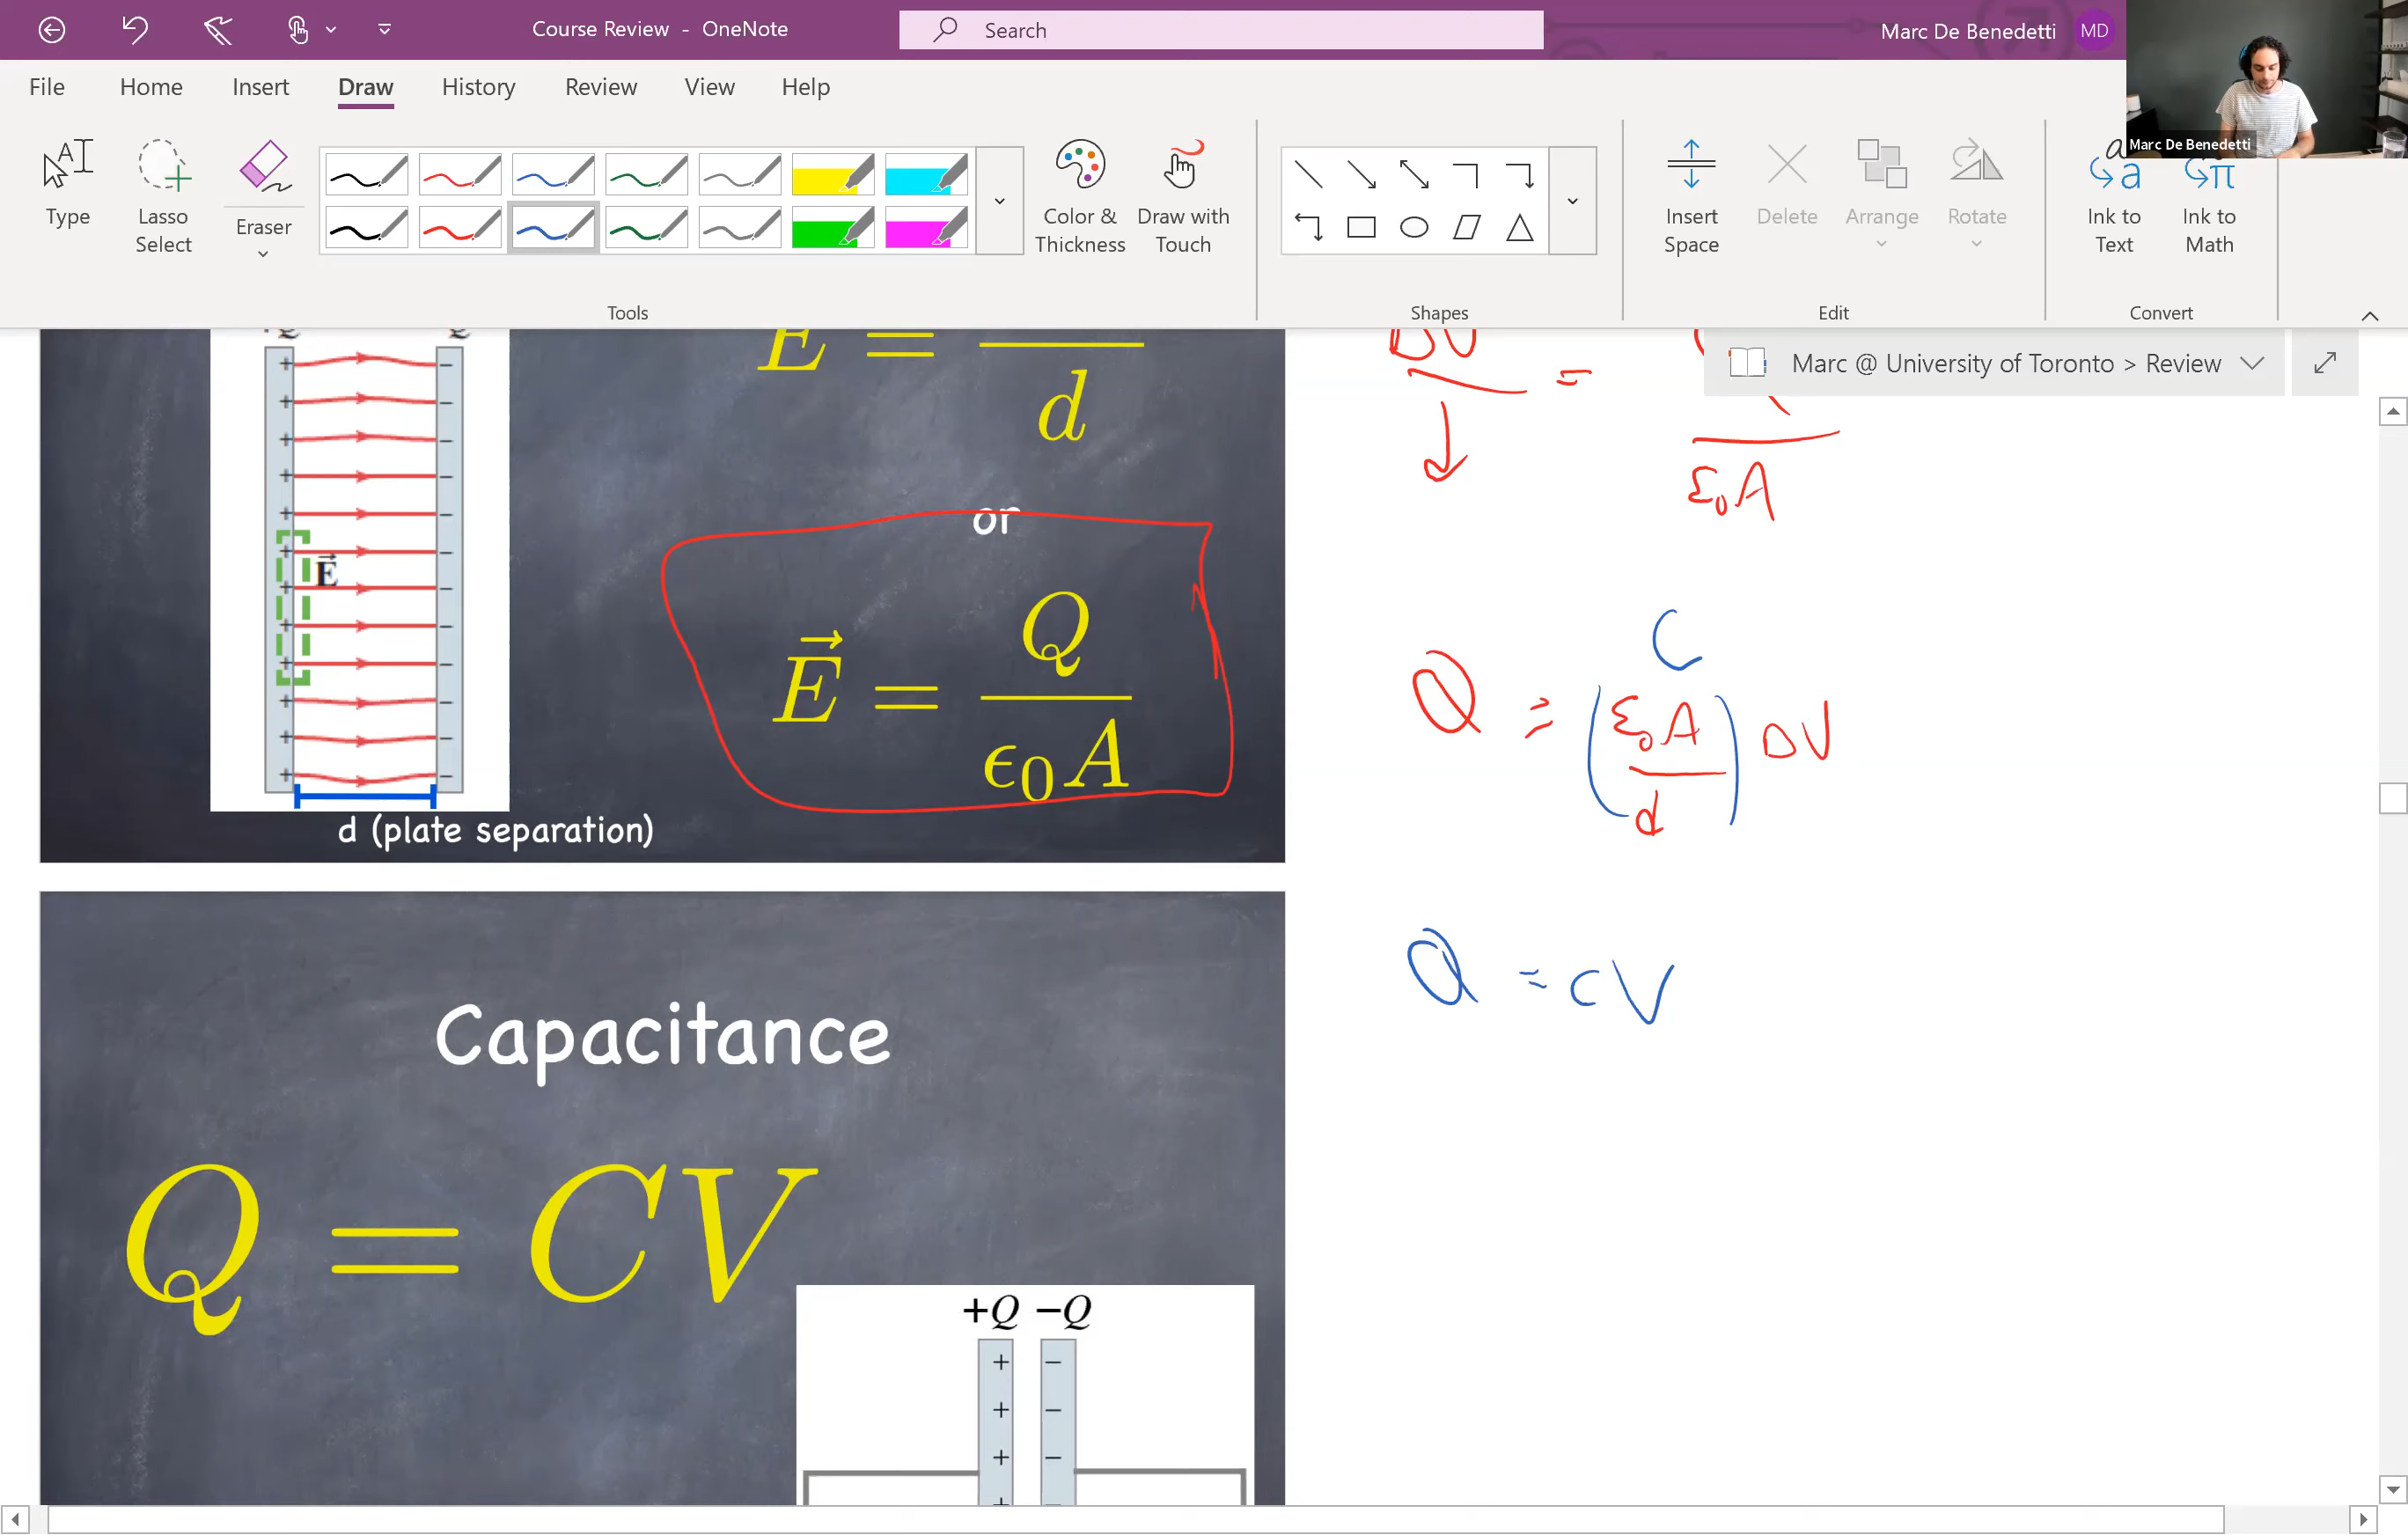 Course Review - OneNote
Search
Marc De Benedetti
MD
File
Home
Insert
Draw
History
Review
View
Help
Marc De Benedetti
Type
Lasso
Select
Eraser
Color &
Thickness
Draw with
Touch
Insert
Space
Delete
Arrange
Rotate
Ink to
Text
Ink to
Math
Tools
Shapes
Edit
Convert
Marc @ University of Toronto > Review
E = / d
or
E⃗ = Q / ϵ₀A
E⃗
d (plate separation)
ΔV =
ε₀A
C
Q = (ε₀A / d) ΔV
Q = CV
Capacitance
Q = CV
+Q −Q